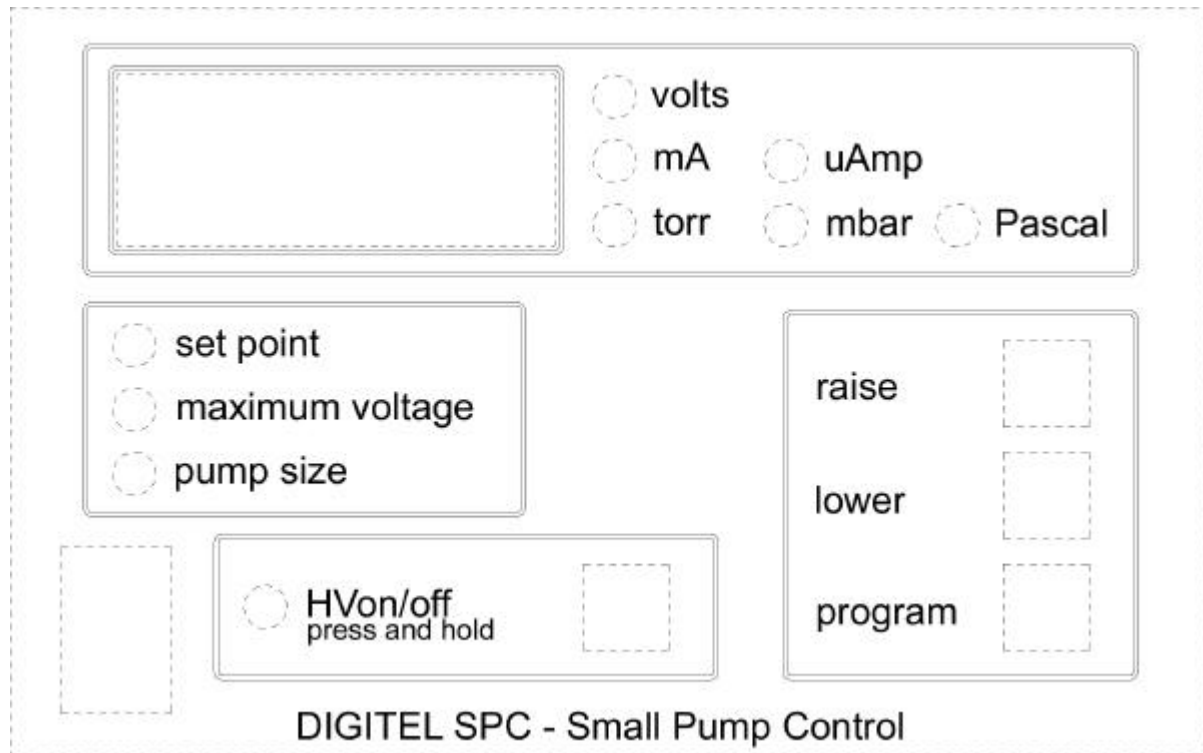 volts
mA uAmp
torr mbar Pascal
set point
maximum voltage
pump size
raise
lower
program
HVon/off
press and hold
DIGITEL SPC - Small Pump Control